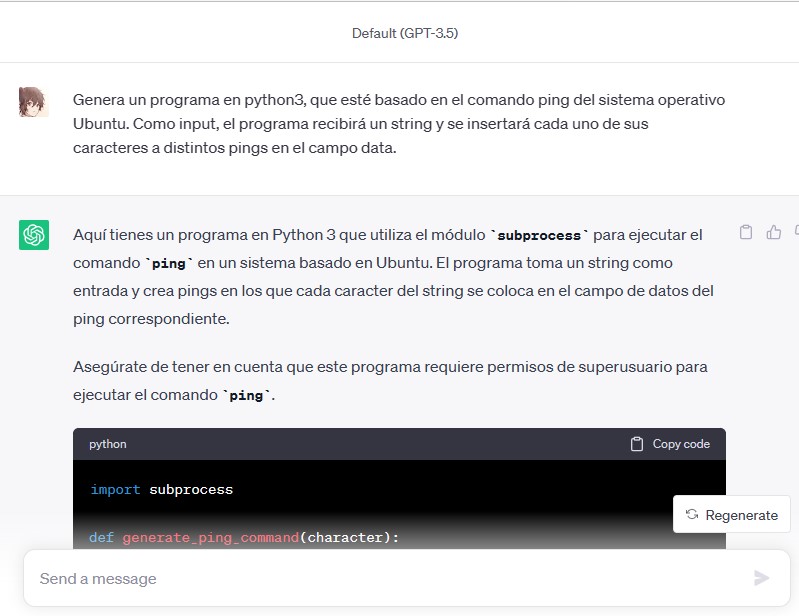 Default (GPT-3.5)
Genera un programa en python3, que esté basado en el comando ping del sistema operativo
Ubuntu. Como input, el programa recibirá un string y se insertará cada uno de sus
caracteres a distintos pings en el campo data.
Aquí tienes un programa en Python 3 que utiliza el módulo `subprocess` para ejecutar el
comando `ping` en un sistema basado en Ubuntu. El programa toma un string como
entrada y crea pings en los que cada caracter del string se coloca en el campo de datos del
ping correspondiente.
Asegúrate de tener en cuenta que este programa requiere permisos de superusuario para
ejecutar el comando `ping`.
python Copy code
import subprocess
Regenerate
def generate_ping_command(character):
Send a message